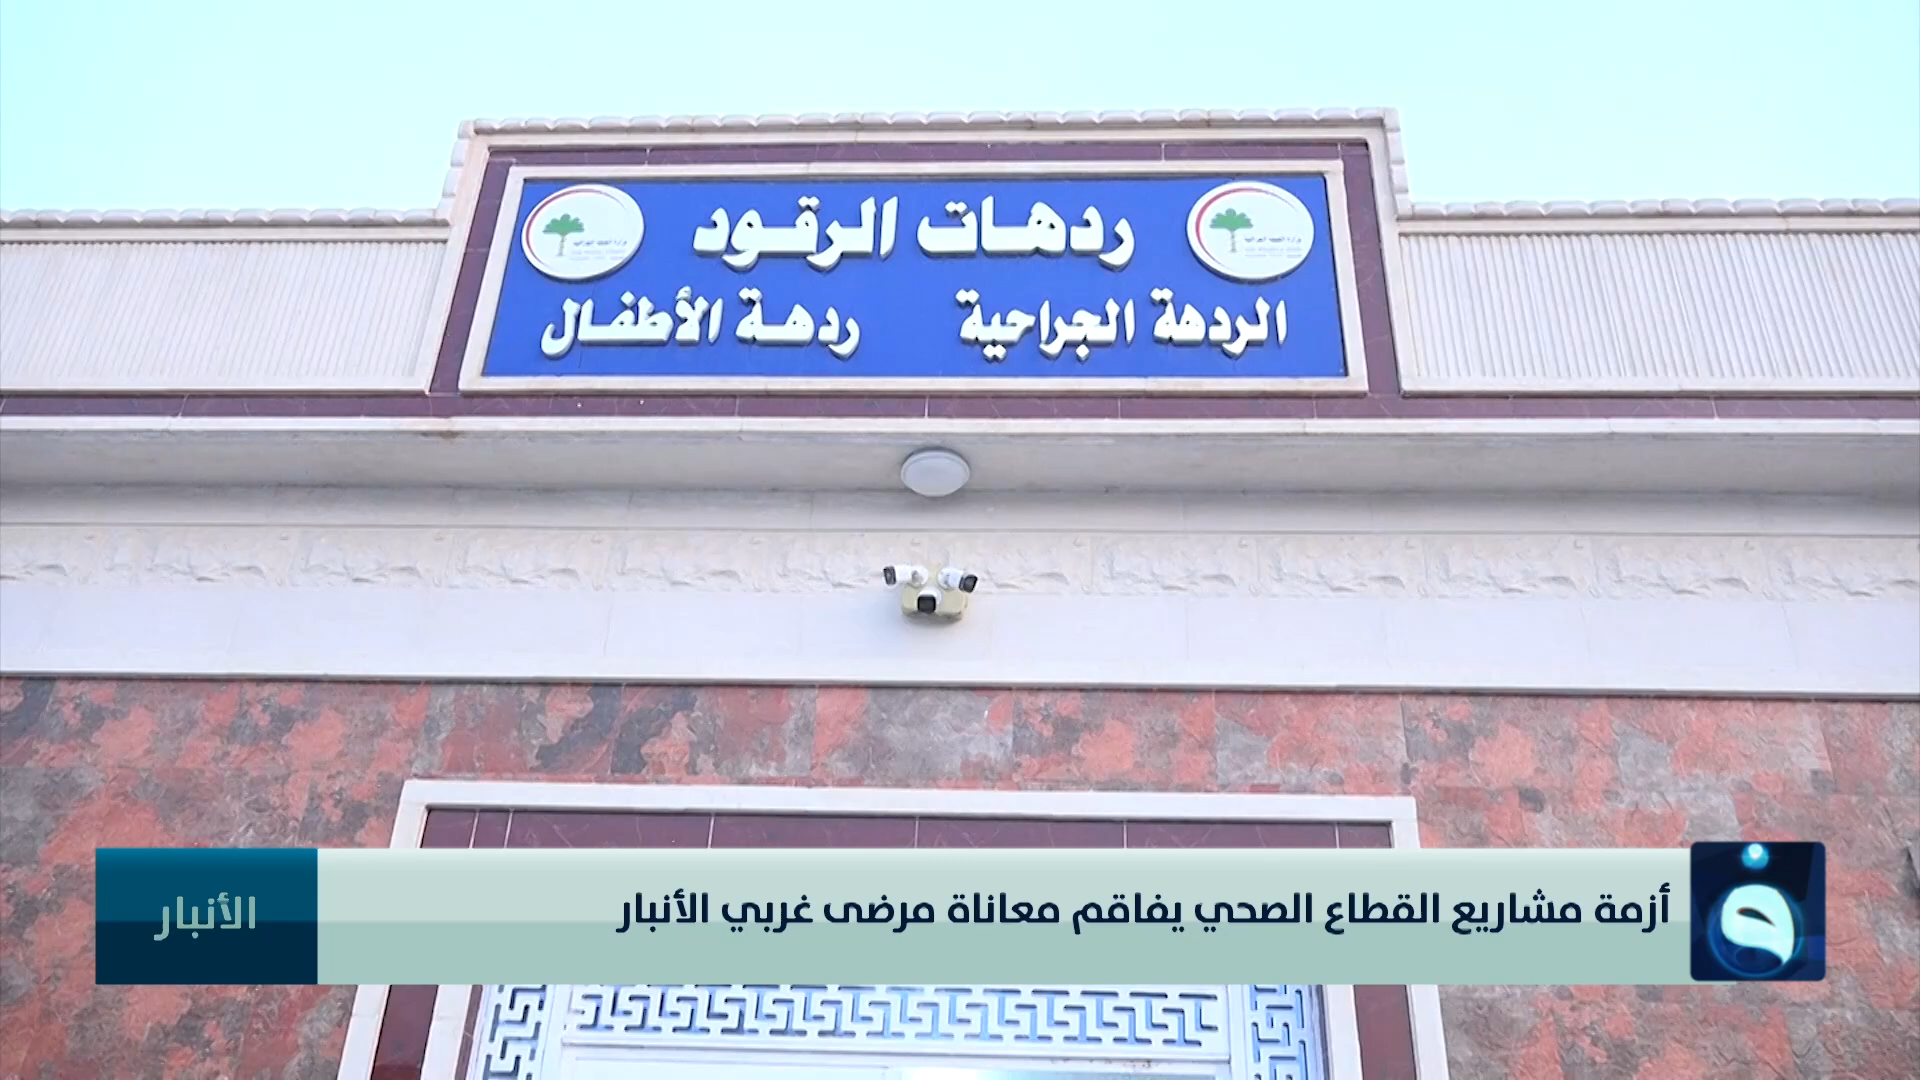 ردهات الرقود
الردهة الجراحية ردهة الأطفال
أزمة مشاريع القطاع الصحي يفاقم معاناة مرضى غربي الأنبار
الأنبار